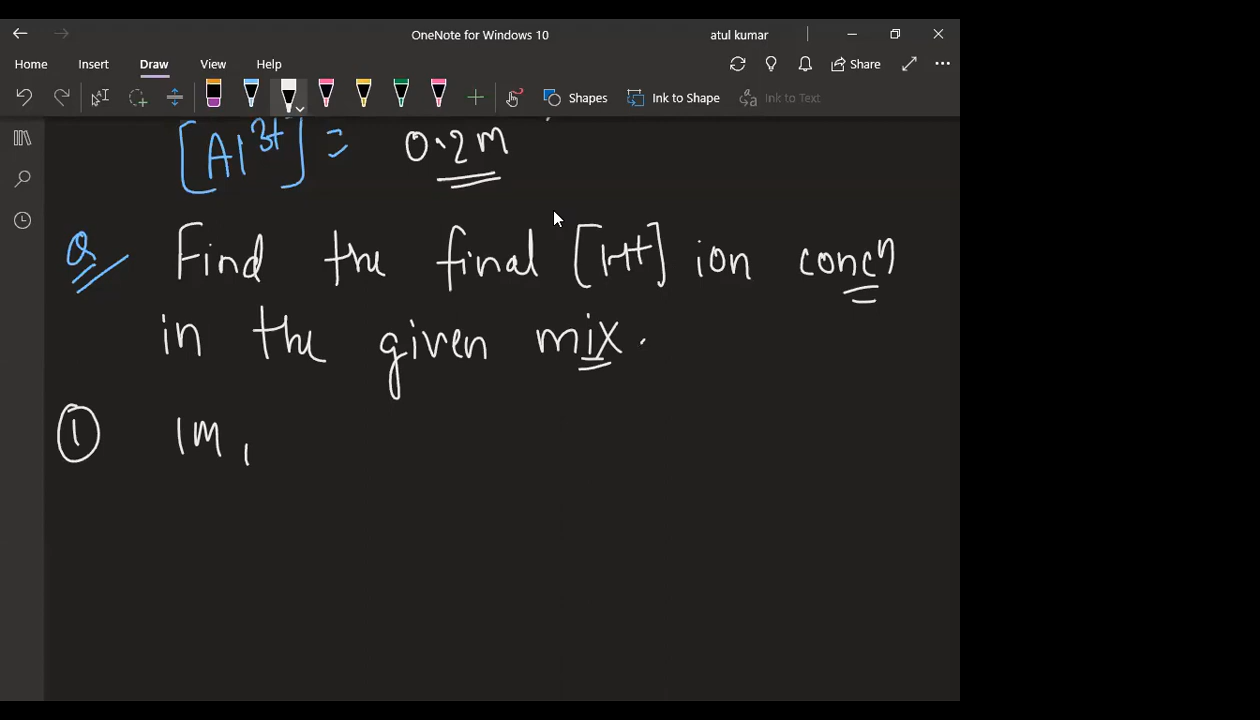 OneNote for Windows 10
atul kumar
Home Insert Draw View Help
Share
Shapes Ink to Shape Ink to Text
[Al3+] = 0.2M
Q Find the final [H+] ion concn
in the given mix.
① 1M,